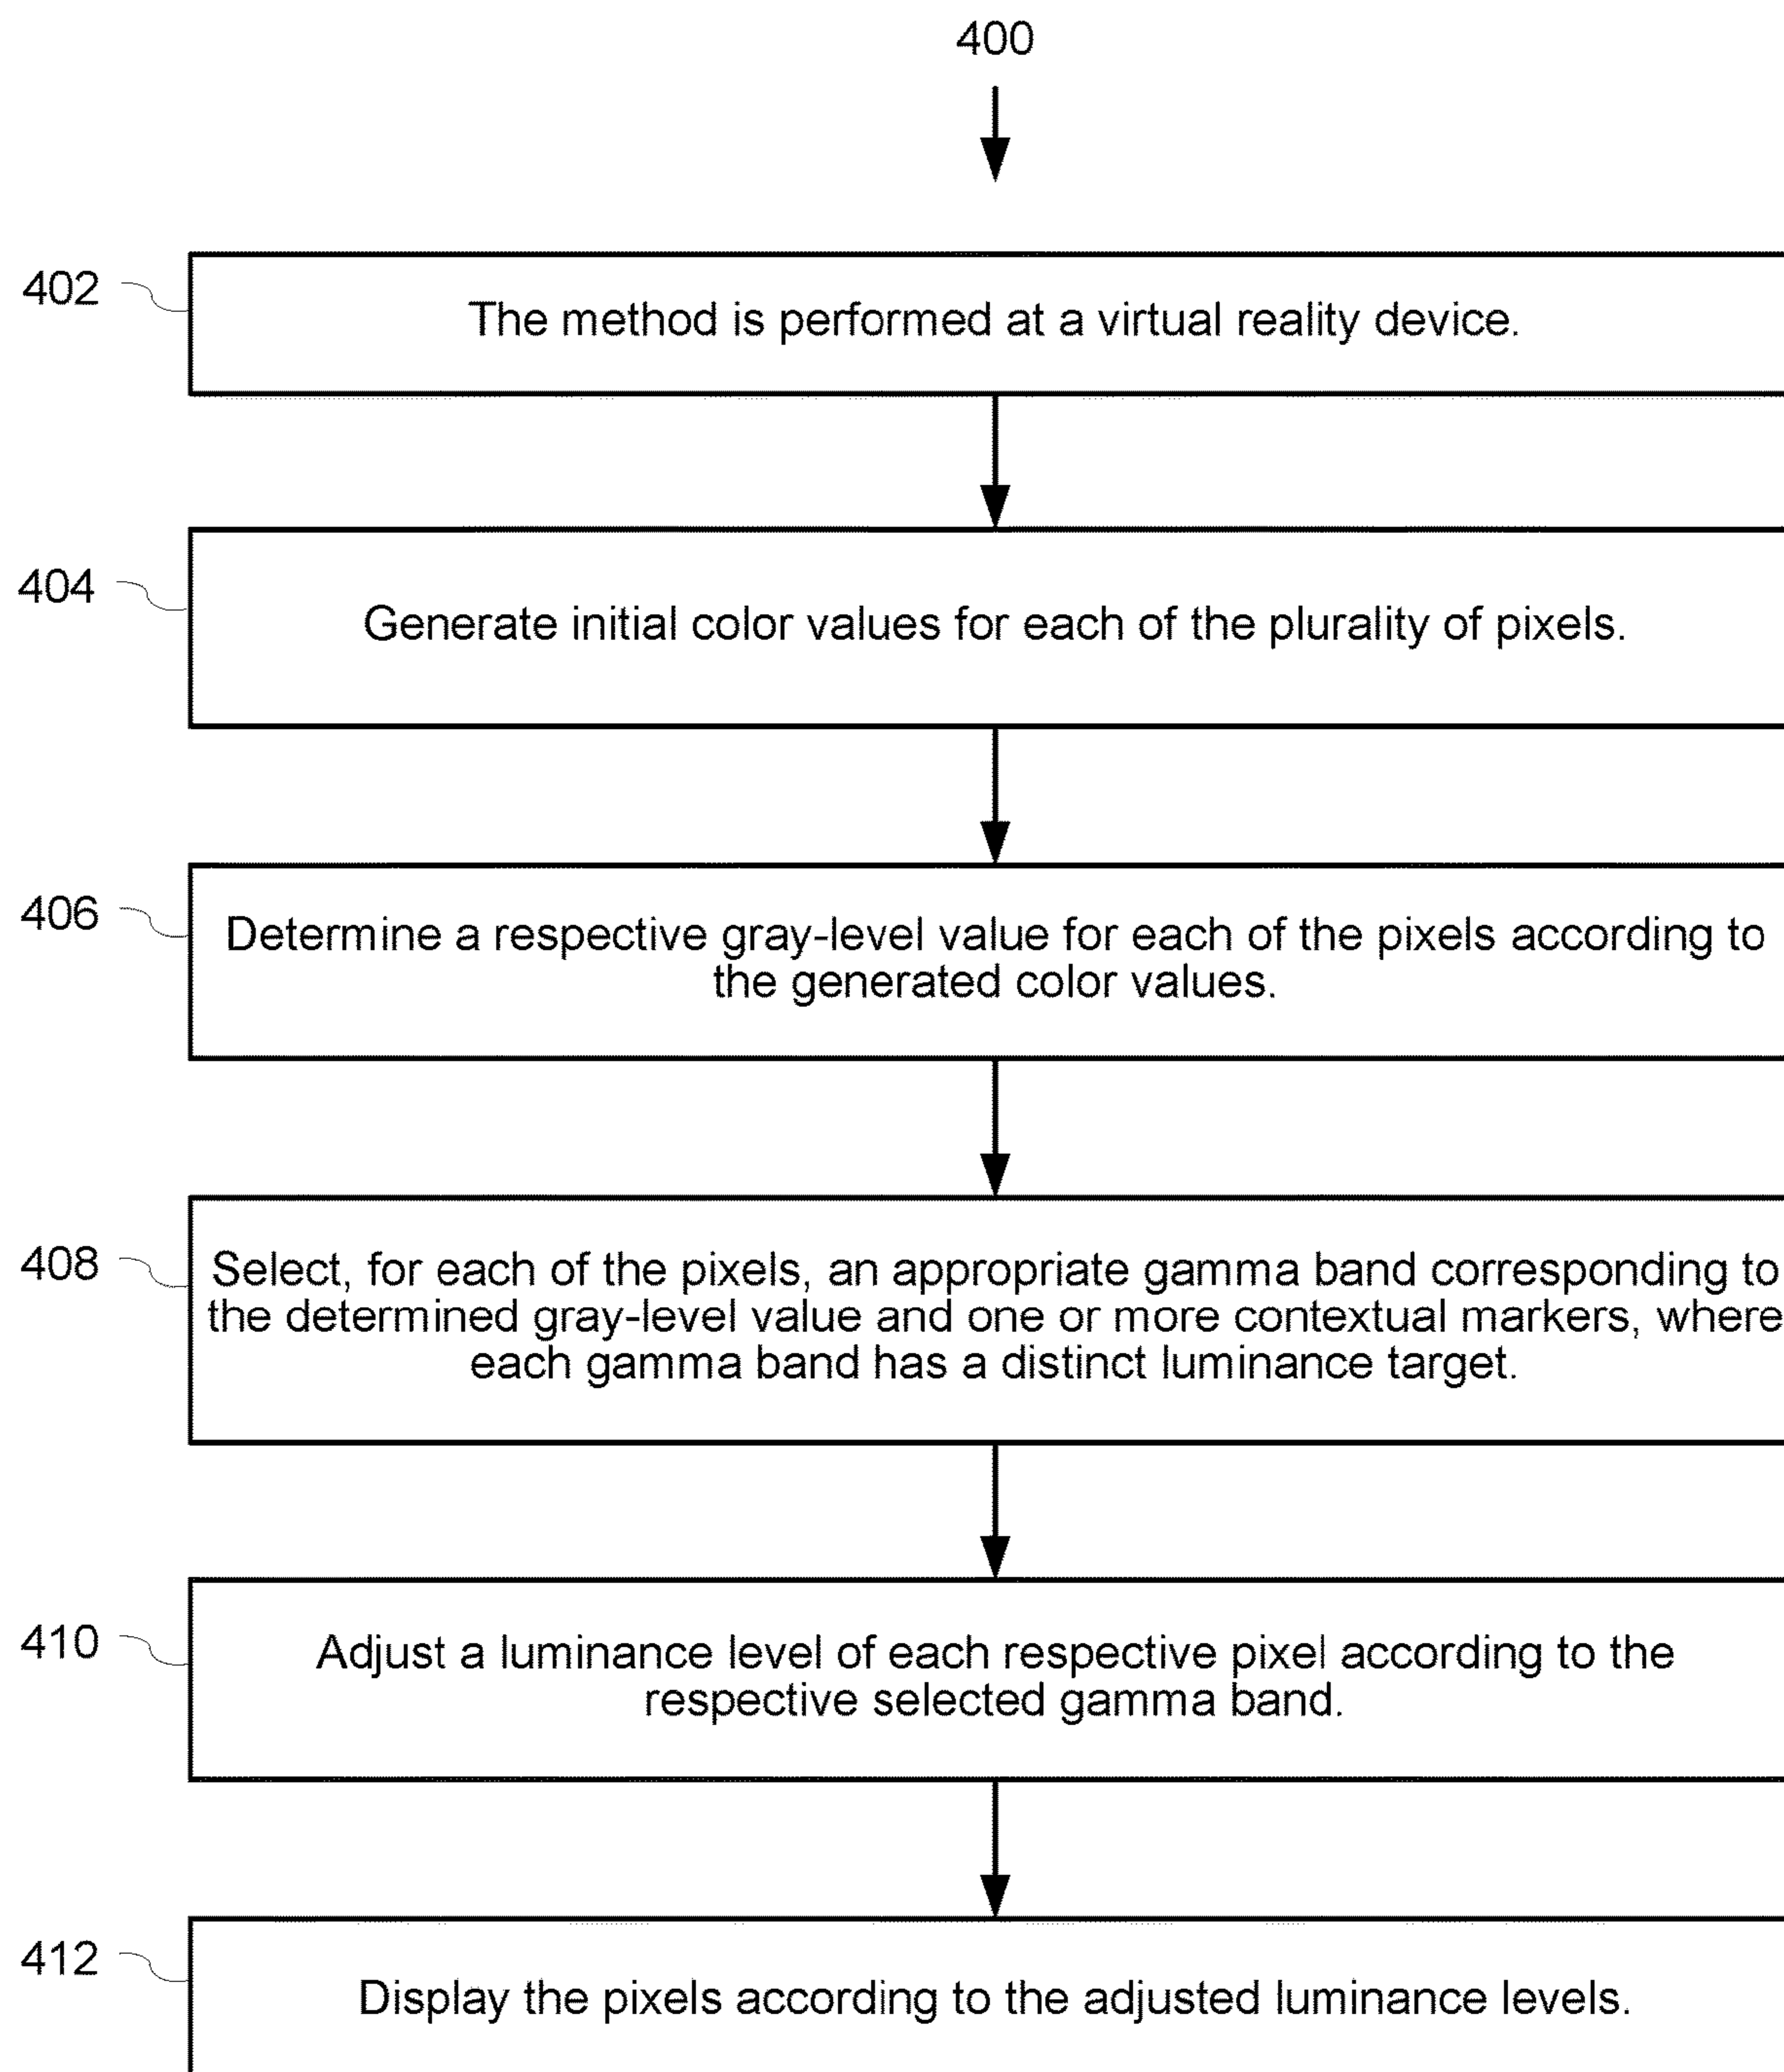 400
402
The method is performed at a virtual reality device.
404
Generate initial color values for each of the plurality of pixels.
406
Determine a respective gray-level value for each of the pixels according to
the generated color values.
408
Select, for each of the pixels, an appropriate gamma band corresponding to
the determined gray-level value and one or more contextual markers, where
each gamma band has a distinct luminance target.
410
Adjust a luminance level of each respective pixel according to the
respective selected gamma band.
412
Display the pixels according to the adjusted luminance levels.